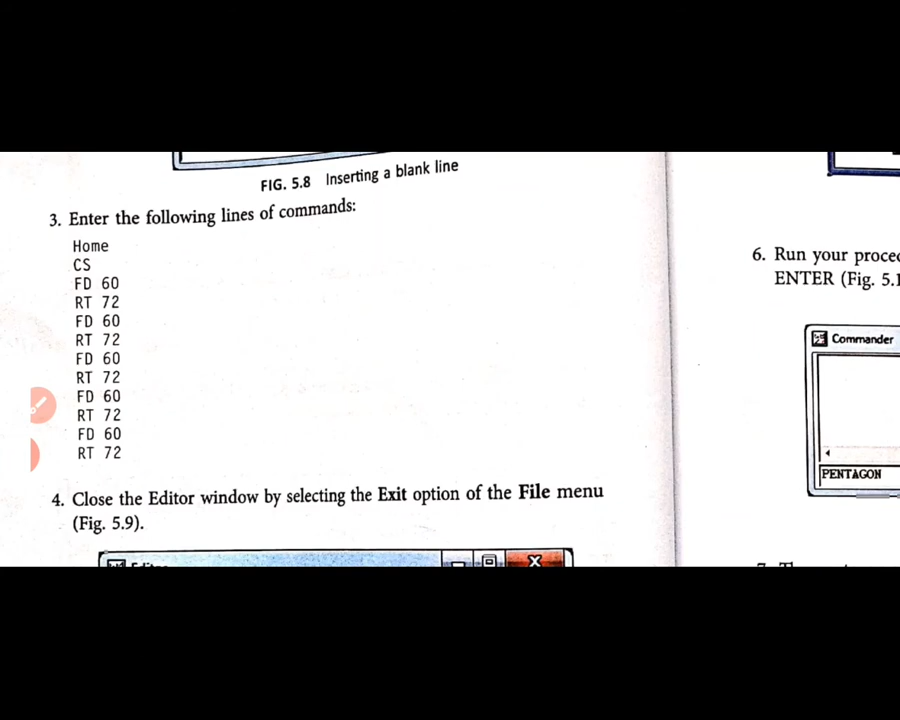 FIG. 5.8 Inserting a blank line
3. Enter the following lines of commands:
Home
CS
FD 60
RT 72
FD 60
RT 72
FD 60
RT 72
FD 60
RT 72
FD 60
RT 72
4. Close the Editor window by selecting the Exit option of the File menu
(Fig. 5.9).
6. Run your
ENTER (Fig.
Commander
PENTAGON